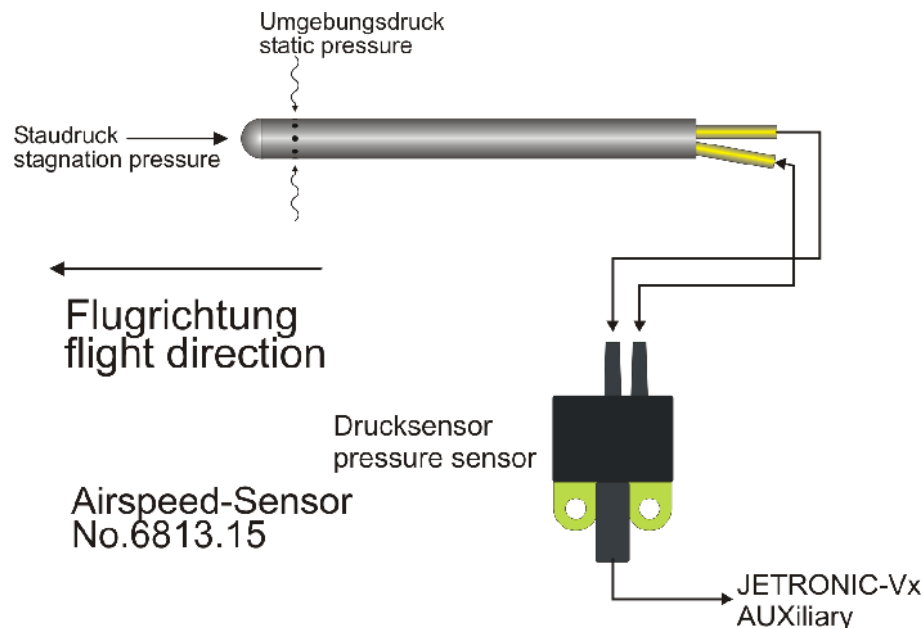 Umgebungsdruck
static pressure
Staudruck
stagnation pressure
Flugrichtung
flight direction
Drucksensor
pressure sensor
Airspeed-Sensor
No.6813.15
JETRONIC-Vx
AUXiliary